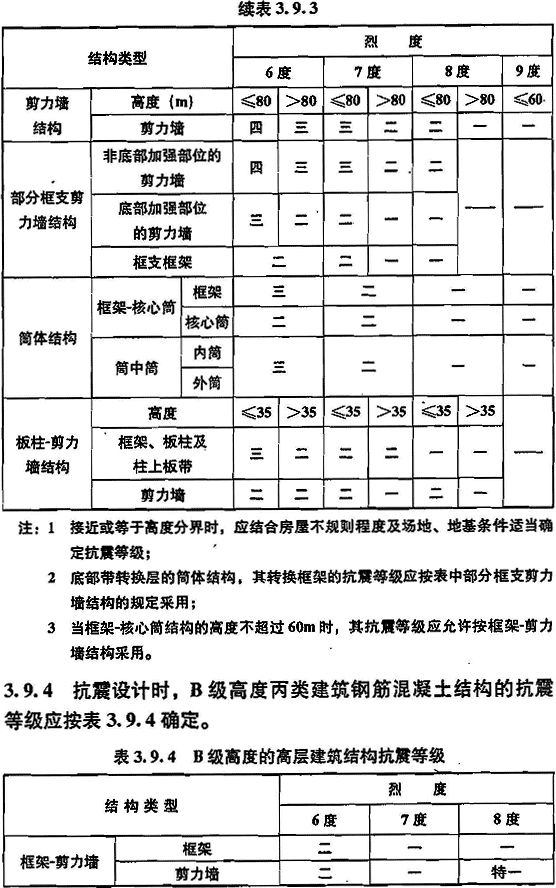 续表3.9.3
结构类型 烈 度
6度 7度 8度 9度
剪力墙结构 高度（m） ≤80 >80 ≤80 >80 ≤80 >80 ≤60
剪力墙 四 三 三 二 二 一 一
部分框支剪力墙结构 非底部加强部位的剪力墙 四 三 三 二 二 — —
底部加强部位的剪力墙 三 二 二 一 一
框支框架 二 二 一 一
筒体结构 框架-核心筒 框架 三 二 一 一
核心筒 二 二 一 一
筒中筒 内筒 三 二 一 一
外筒
板柱-剪力墙结构 高度 ≤35 >35 ≤35 >35 ≤35 >35 —
框架、板柱及柱上板带 三 二 二 二 一 一
剪力墙 二 二 二 一 二 一
注：1 接近或等于高度分界时，应结合房屋不规则程度及场地、地基条件适当确
定抗震等级；
2 底部带转换层的筒体结构，其转换框架的抗震等级应按表中部分框支剪力
墙结构的规定采用；
3 当框架-核心筒结构的高度不超过60m时，其抗震等级应允许按框架-剪力
墙结构采用。
3.9.4 抗震设计时，B级高度丙类建筑钢筋混凝土结构的抗震
等级应按表3.9.4确定。
表3.9.4 B级高度的高层建筑结构抗震等级
结 构 类 型 烈 度
6度 7度 8度
框架-剪力墙 框架 二 一 一
剪力墙 二 一 特一